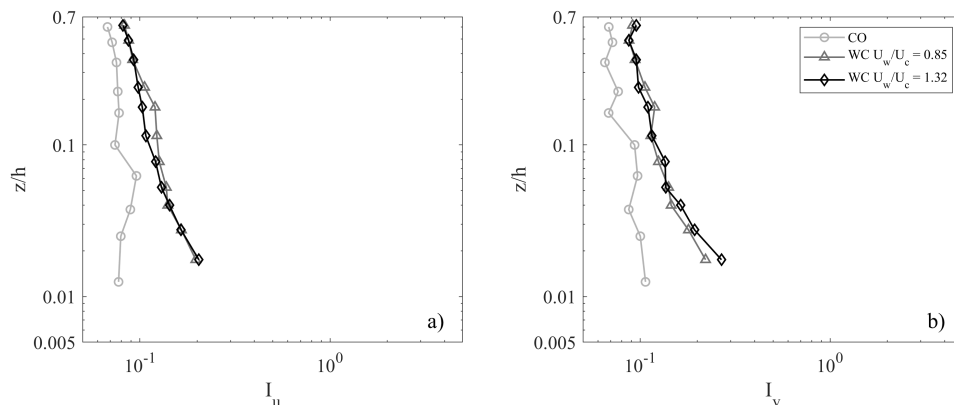 0.7
0.1
0.01
0.005
z/h
10^-1
10^0
I_u
a)
0.7
0.1
0.01
0.005
z/h
10^-1
10^0
I_v
b)
CO
WC U_w/U_c = 0.85
WC U_w/U_c = 1.32